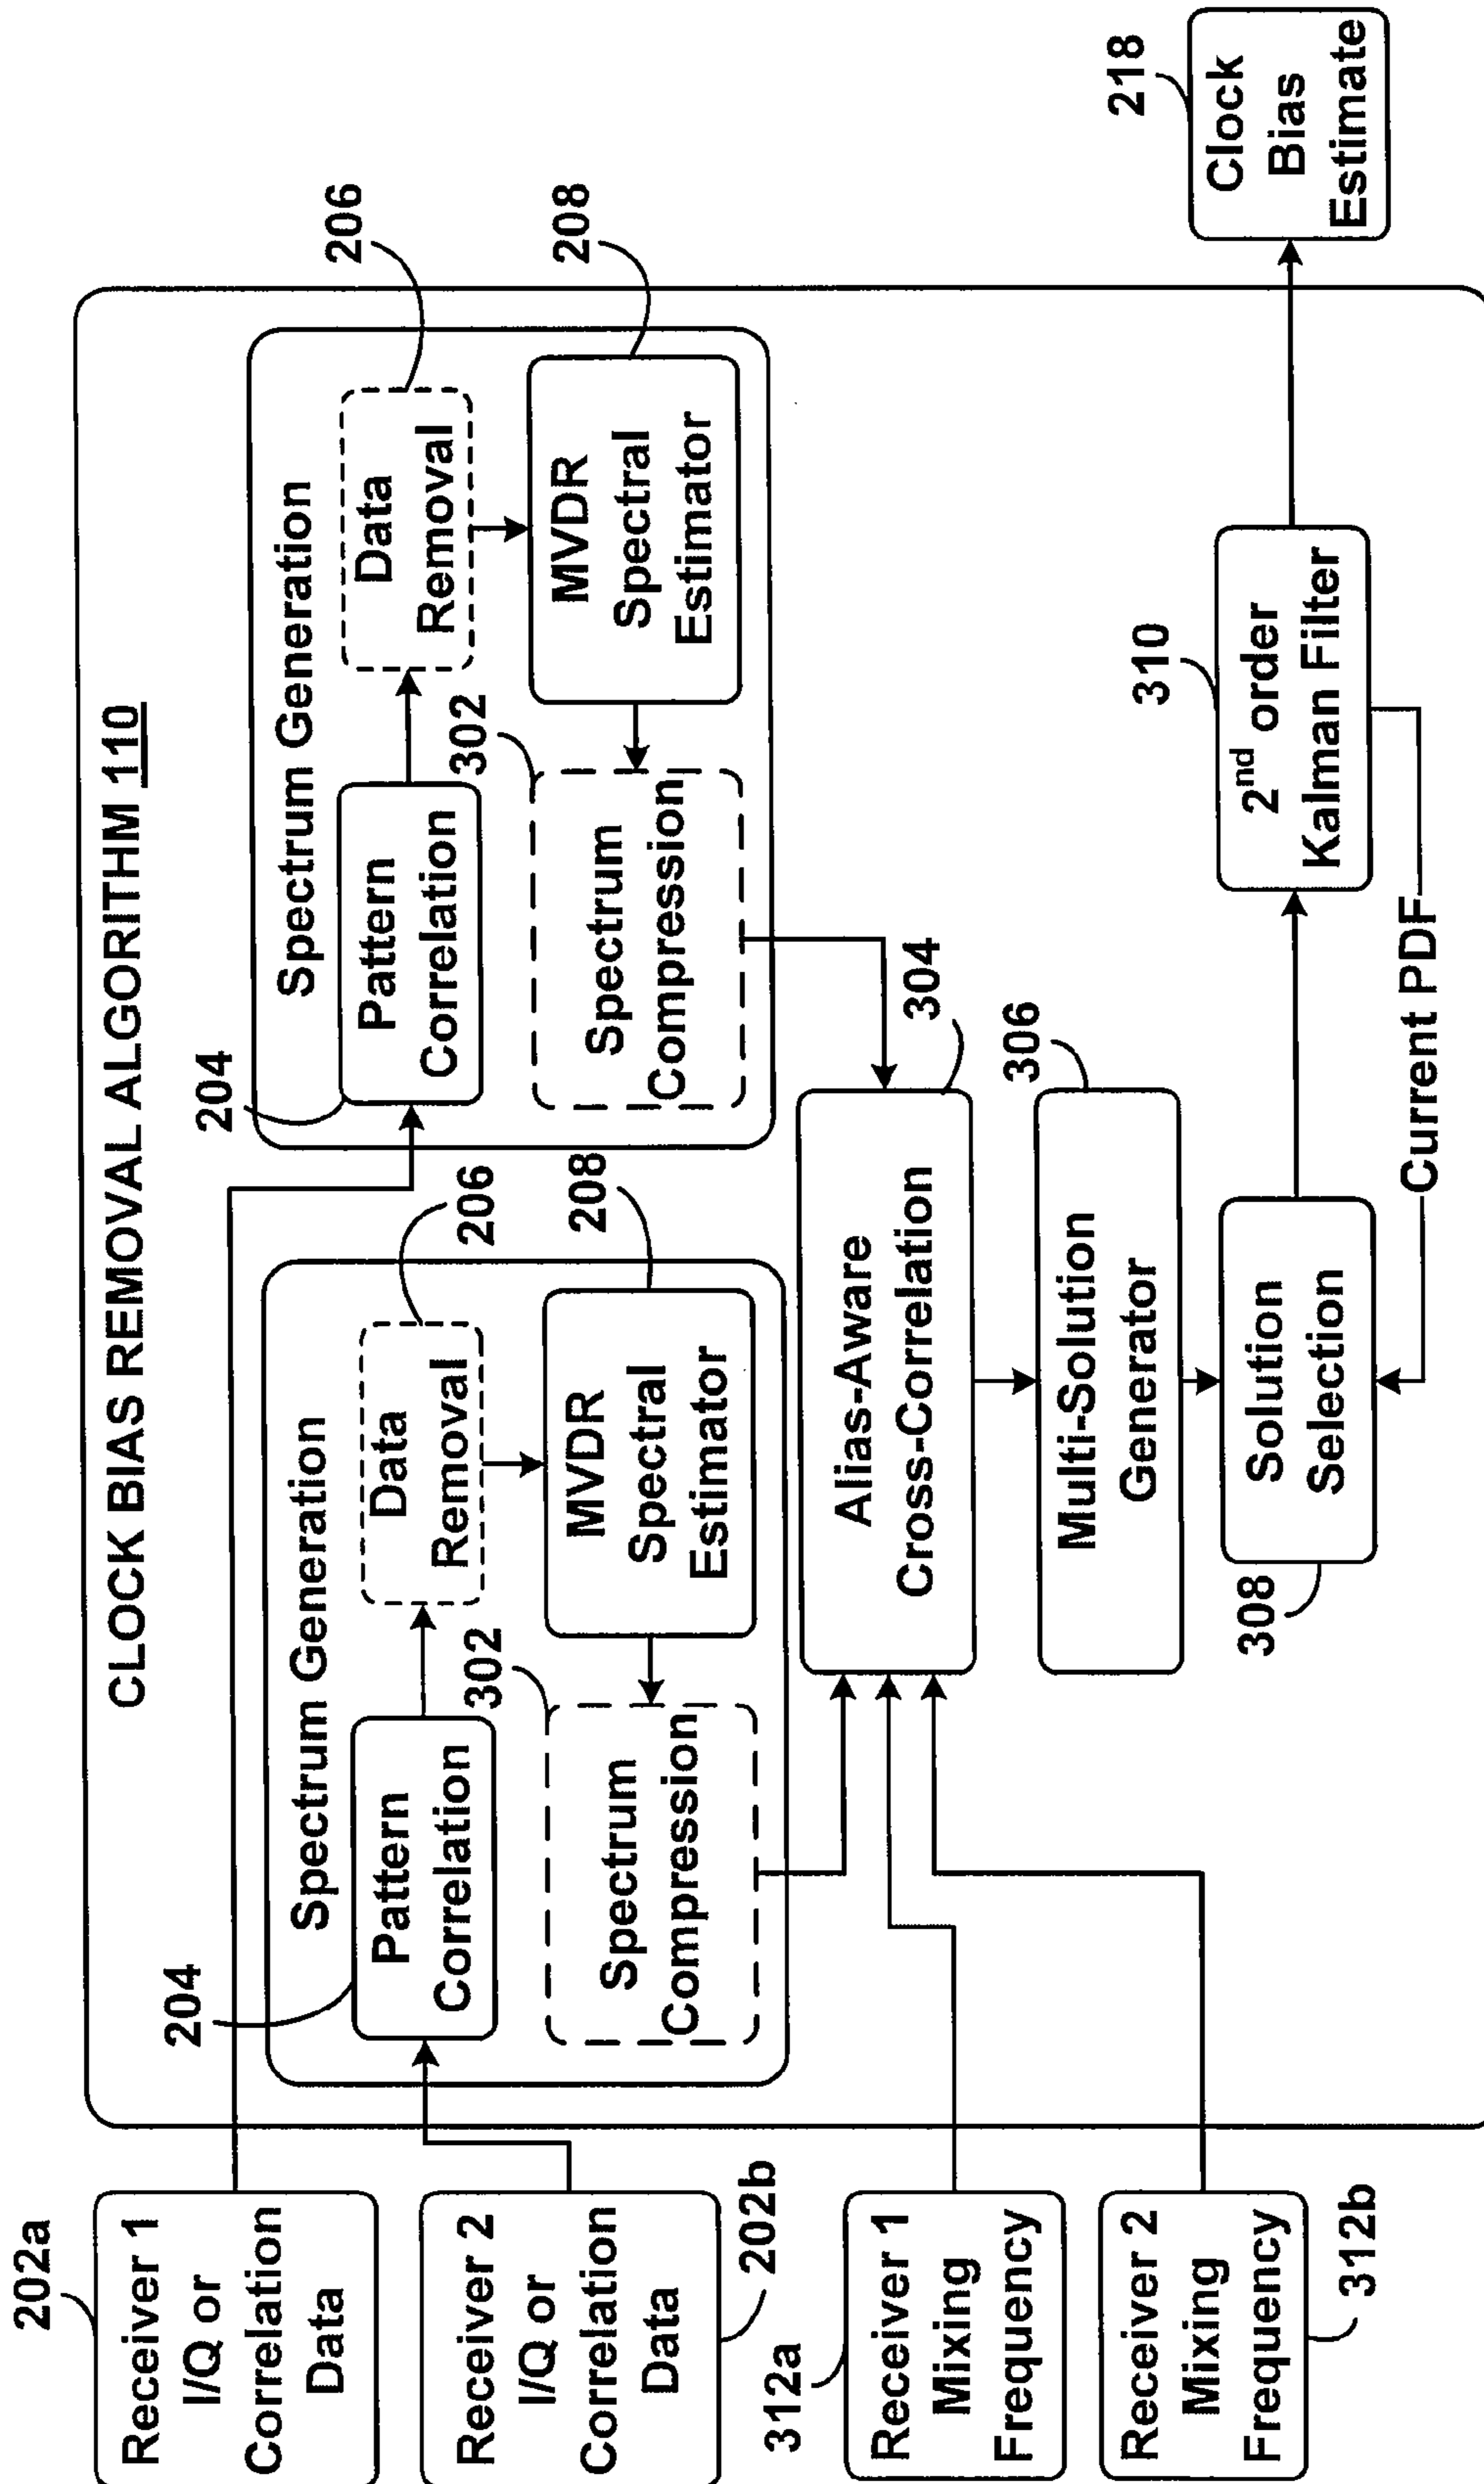 CLOCK BIAS REMOVAL ALGORITHM 110
202a
Receiver 1
I/Q or
Correlation
Data
Receiver 2
I/Q or
Correlation
Data
202b
312a
Receiver 1
Mixing
Frequency
Receiver 2
Mixing
Frequency
312b
204
Spectrum Generation
Pattern
Correlation
Data
Removal
206
302
Spectrum
Compression
MVDR
Spectral
Estimator
208
204
Spectrum Generation
Pattern
Correlation
Data
Removal
206
302
Spectrum
Compression
MVDR
Spectral
Estimator
208
Alias-Aware
Cross-Correlation
304
Multi-Solution
Generator
306
Solution
Selection
308
Current PDF
310
2nd order
Kalman Filter
218
Clock
Bias
Estimate